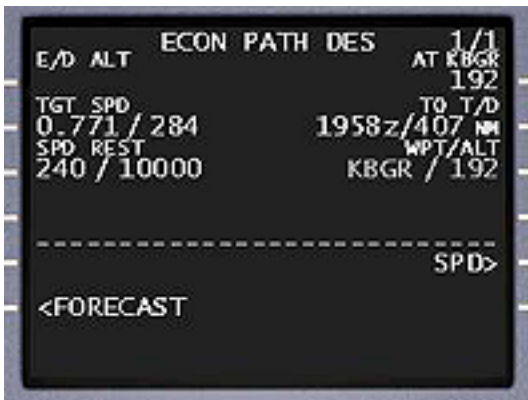 ECON PATH DES 1/1
E/D ALT AT KBGR
192
TGT SPD TO T/D
0.771/284 1958z/407 NM
SPD REST WPT/ALT
240/10000 KBGR/192
------------------------------
SPD>
<FORECAST